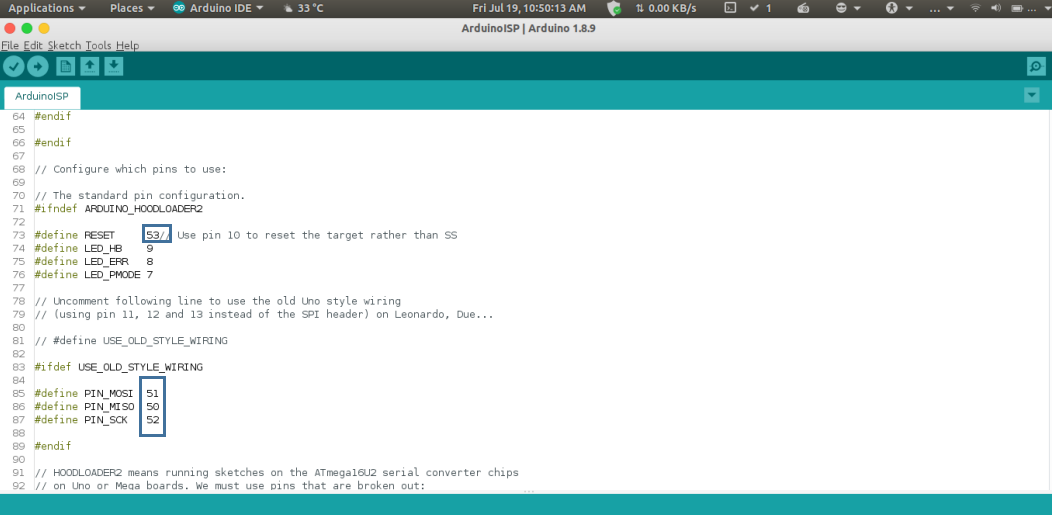 Applications Places Arduino IDE 33 °C Fri Jul 19, 10:50:13 AM 0.00 KB/s 1 ... ...
ArduinoISP | Arduino 1.8.9
File Edit Sketch Tools Help
ArduinoISP
64 #endif
65
66 #endif
67
68 // Configure which pins to use:
69
70 // The standard pin configuration.
71 #ifndef ARDUINO_HOODLOADER2
72
73 #define RESET 53// Use pin 10 to reset the target rather than SS
74 #define LED_HB 9
75 #define LED_ERR 8
76 #define LED_PMODE 7
77
78 // Uncomment following line to use the old Uno style wiring
79 // (using pin 11, 12 and 13 instead of the SPI header) on Leonardo, Due...
80
81 // #define USE_OLD_STYLE_WIRING
82
83 #ifdef USE_OLD_STYLE_WIRING
84
85 #define PIN_MOSI 51
86 #define PIN_MISO 50
87 #define PIN_SCK 52
88
89 #endif
90
91 // HOODLOADER2 means running sketches on the ATmega16U2 serial converter chips
92 // on Uno or Mega boards. We must use pins that are broken out: